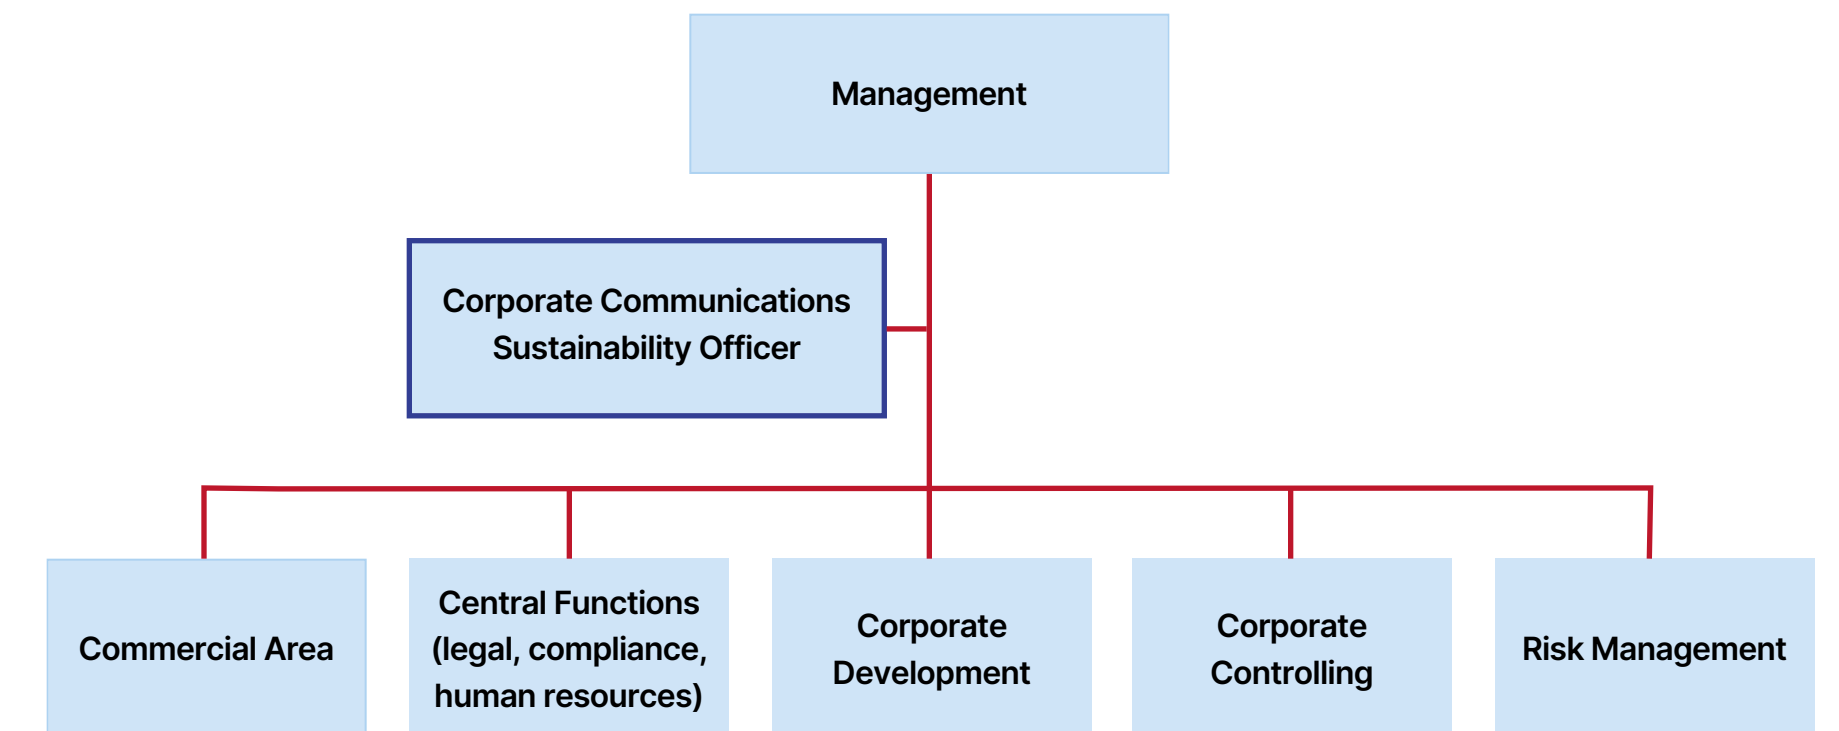 Management
Corporate Communications
Sustainability Officer
Commercial Area
Central Functions
(legal, compliance,
human resources)
Corporate
Development
Corporate
Controlling
Risk Management